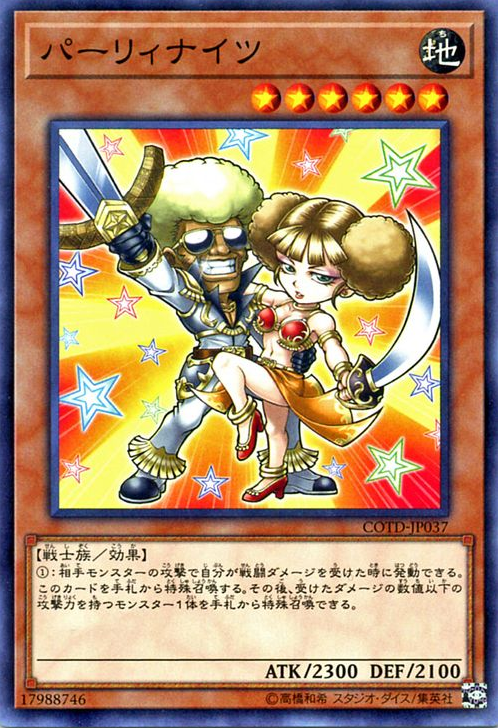 パーリィナイツ
地
COTD-JP037
【戦士族/効果】
①:相手モンスターの攻撃で自分が戦闘ダメージを受けた時に発動できる。
このカードを手札から特殊召喚する。その後、受けたダメージの数値以下の
攻撃力を持つモンスター1体を手札から特殊召喚できる。
ATK/2300 DEF/2100
17988746 ©高橋和希 スタジオ・ダイス/集英社